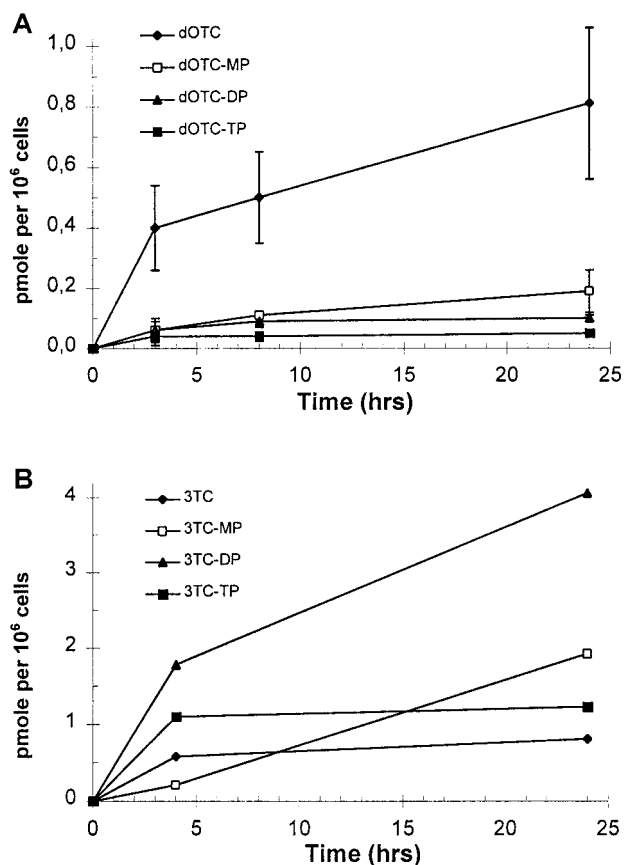 A
dOTC
dOTC-MP
dOTC-DP
dOTC-TP
1,0
0,8
0,6
0,4
0,2
0,0
pmole per 10⁶ cells
0 5 10 15 20 25
Time (hrs)
B
3TC
3TC-MP
3TC-DP
3TC-TP
4
3
2
1
0
pmole per 10⁶ cells
0 5 10 15 20 25
Time (hrs)